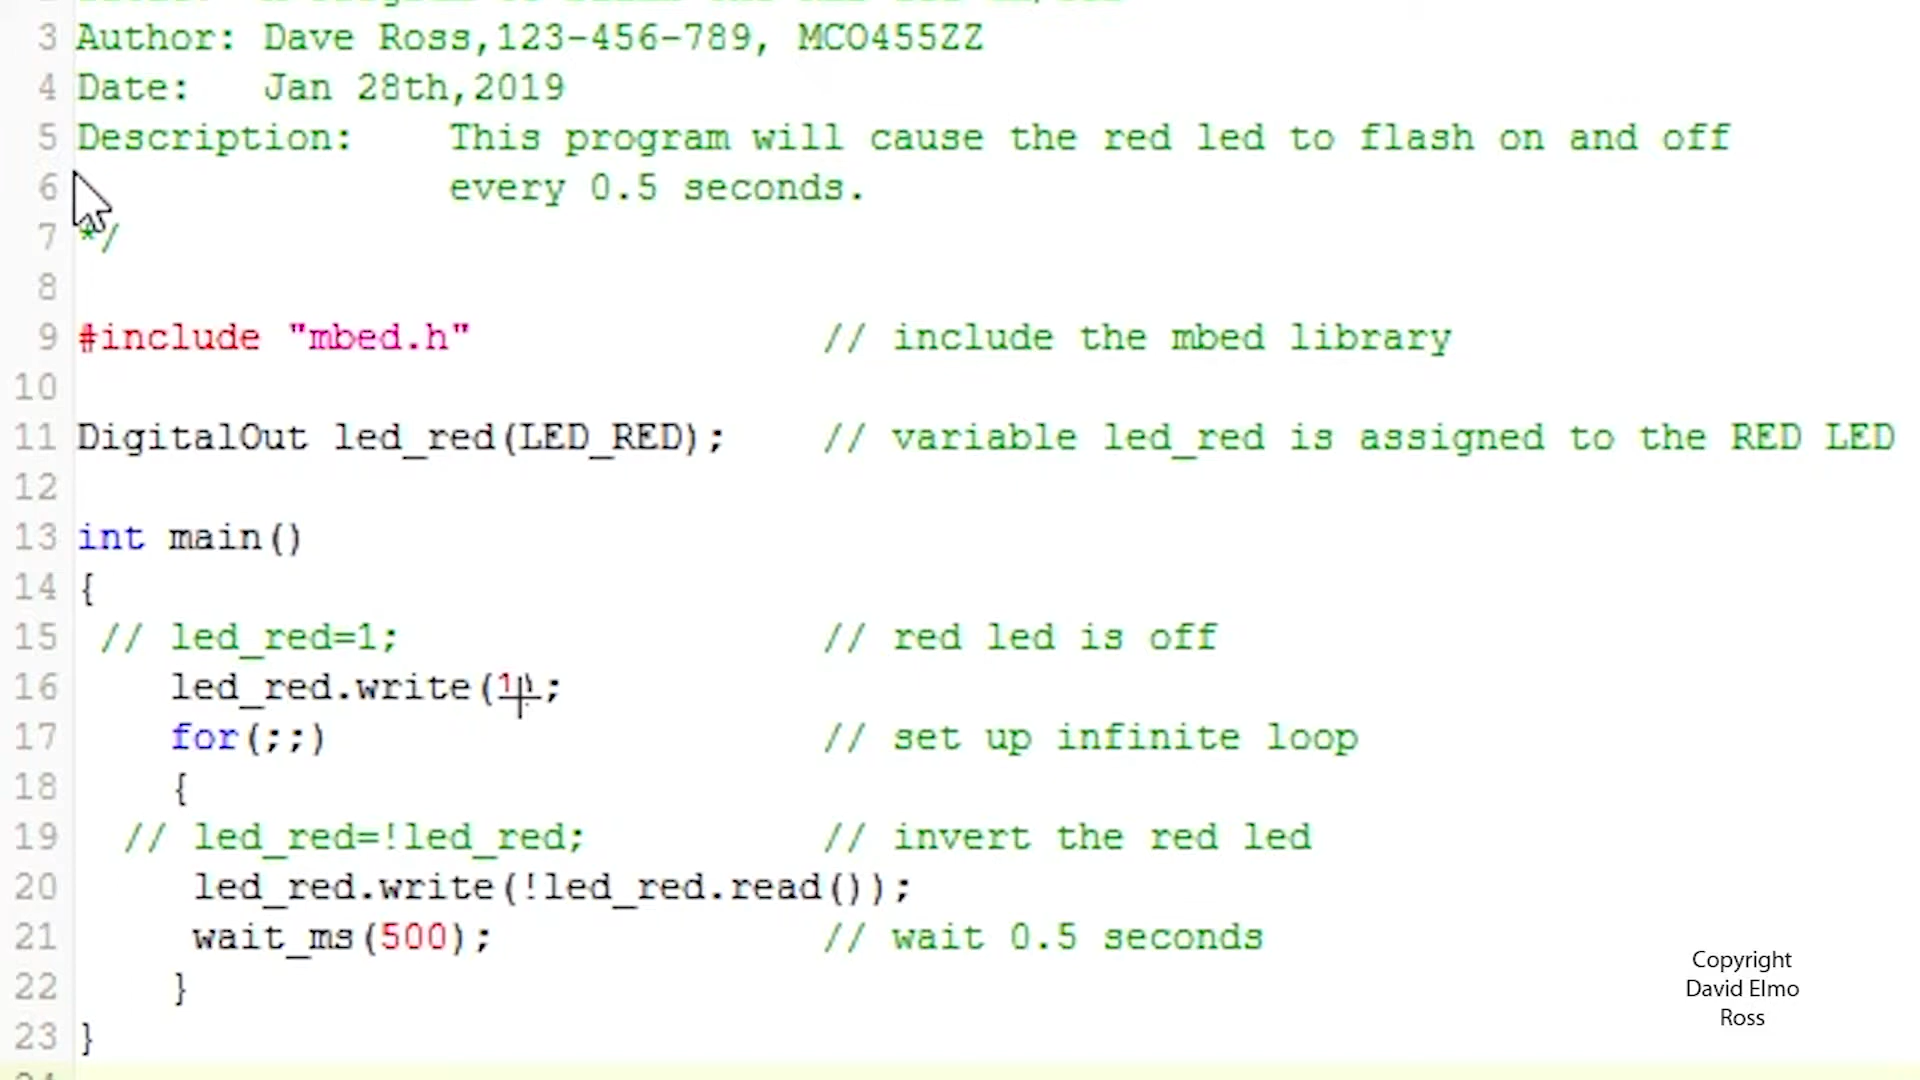 3 Author: Dave Ross,123-456-789, MCO455ZZ
4 Date:   Jan 28th,2019
5 Description:    This program will cause the red led to flash on and off
6                 every 0.5 seconds.
7 */
8
9 #include "mbed.h"               // include the mbed library
10
11 DigitalOut led_red(LED_RED);    // variable led_red is assigned to the RED LED
12
13 int main()
14 {
15  // led_red=1;                  // red led is off
16     led_red.write(1);
17     for(;;)                     // set up infinite loop
18     {
19   // led_red=!led_red;          // invert the red led
20      led_red.write(!led_red.read());
21      wait_ms(500);              // wait 0.5 seconds
22     }
23 }
Copyright
David Elmo
Ross